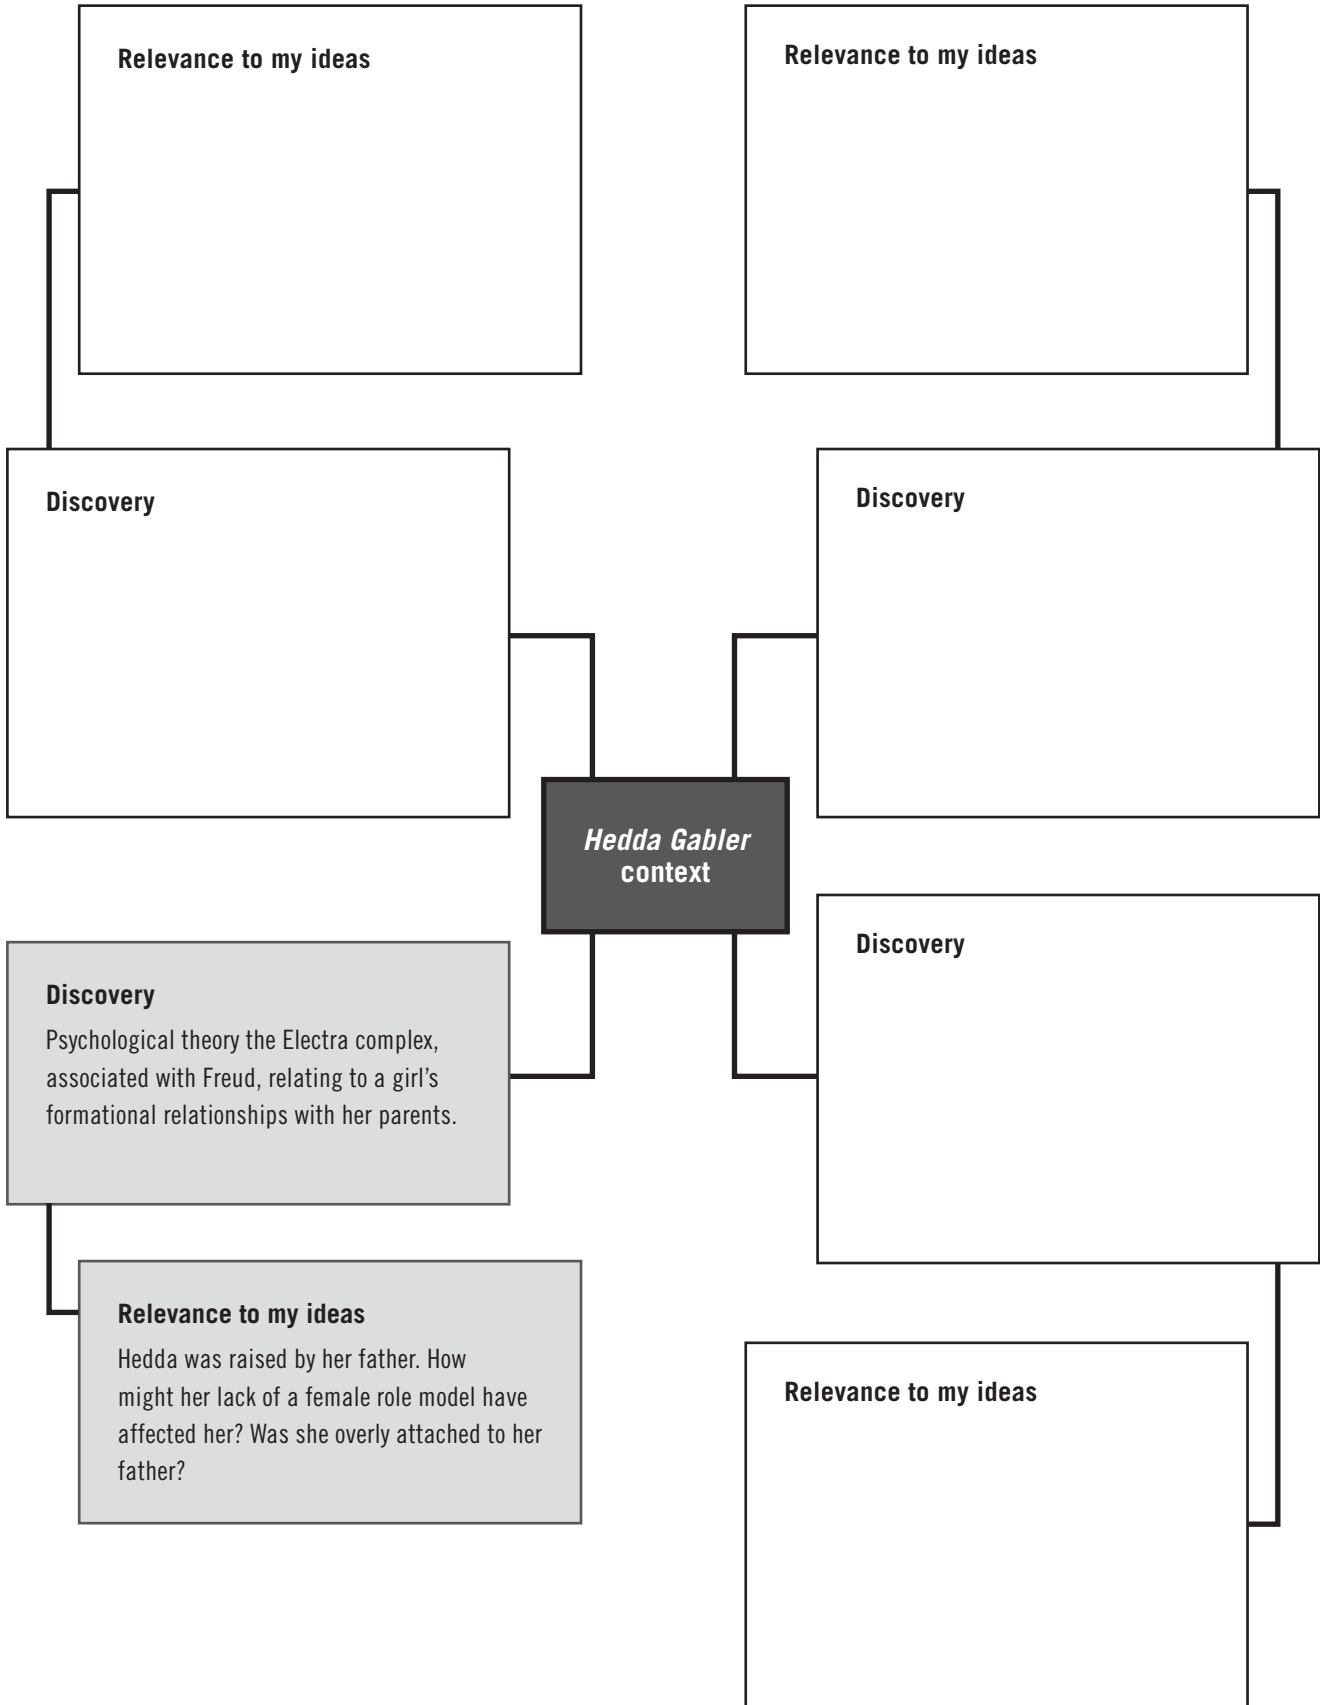 Relevance to my ideas
Relevance to my ideas
Discovery
Discovery
Hedda Gabler
context
Discovery
Discovery
Psychological theory the Electra complex,
associated with Freud, relating to a girl's
formational relationships with her parents.
Relevance to my ideas
Hedda was raised by her father. How
might her lack of a female role model have
affected her? Was she overly attached to her
father?
Relevance to my ideas